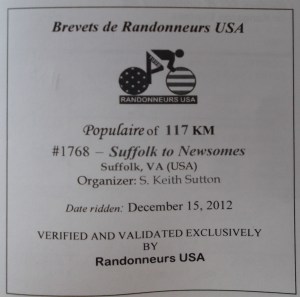 Brevets de Randonneurs USA
RANDONNEURS USA
Populaire of 117 KM
#1768 – Suffolk to Newsomes
Suffolk, VA (USA)
Organizer: S. Keith Sutton
Date ridden: December 15, 2012
VERIFIED AND VALIDATED EXCLUSIVELY
BY
Randonneurs USA